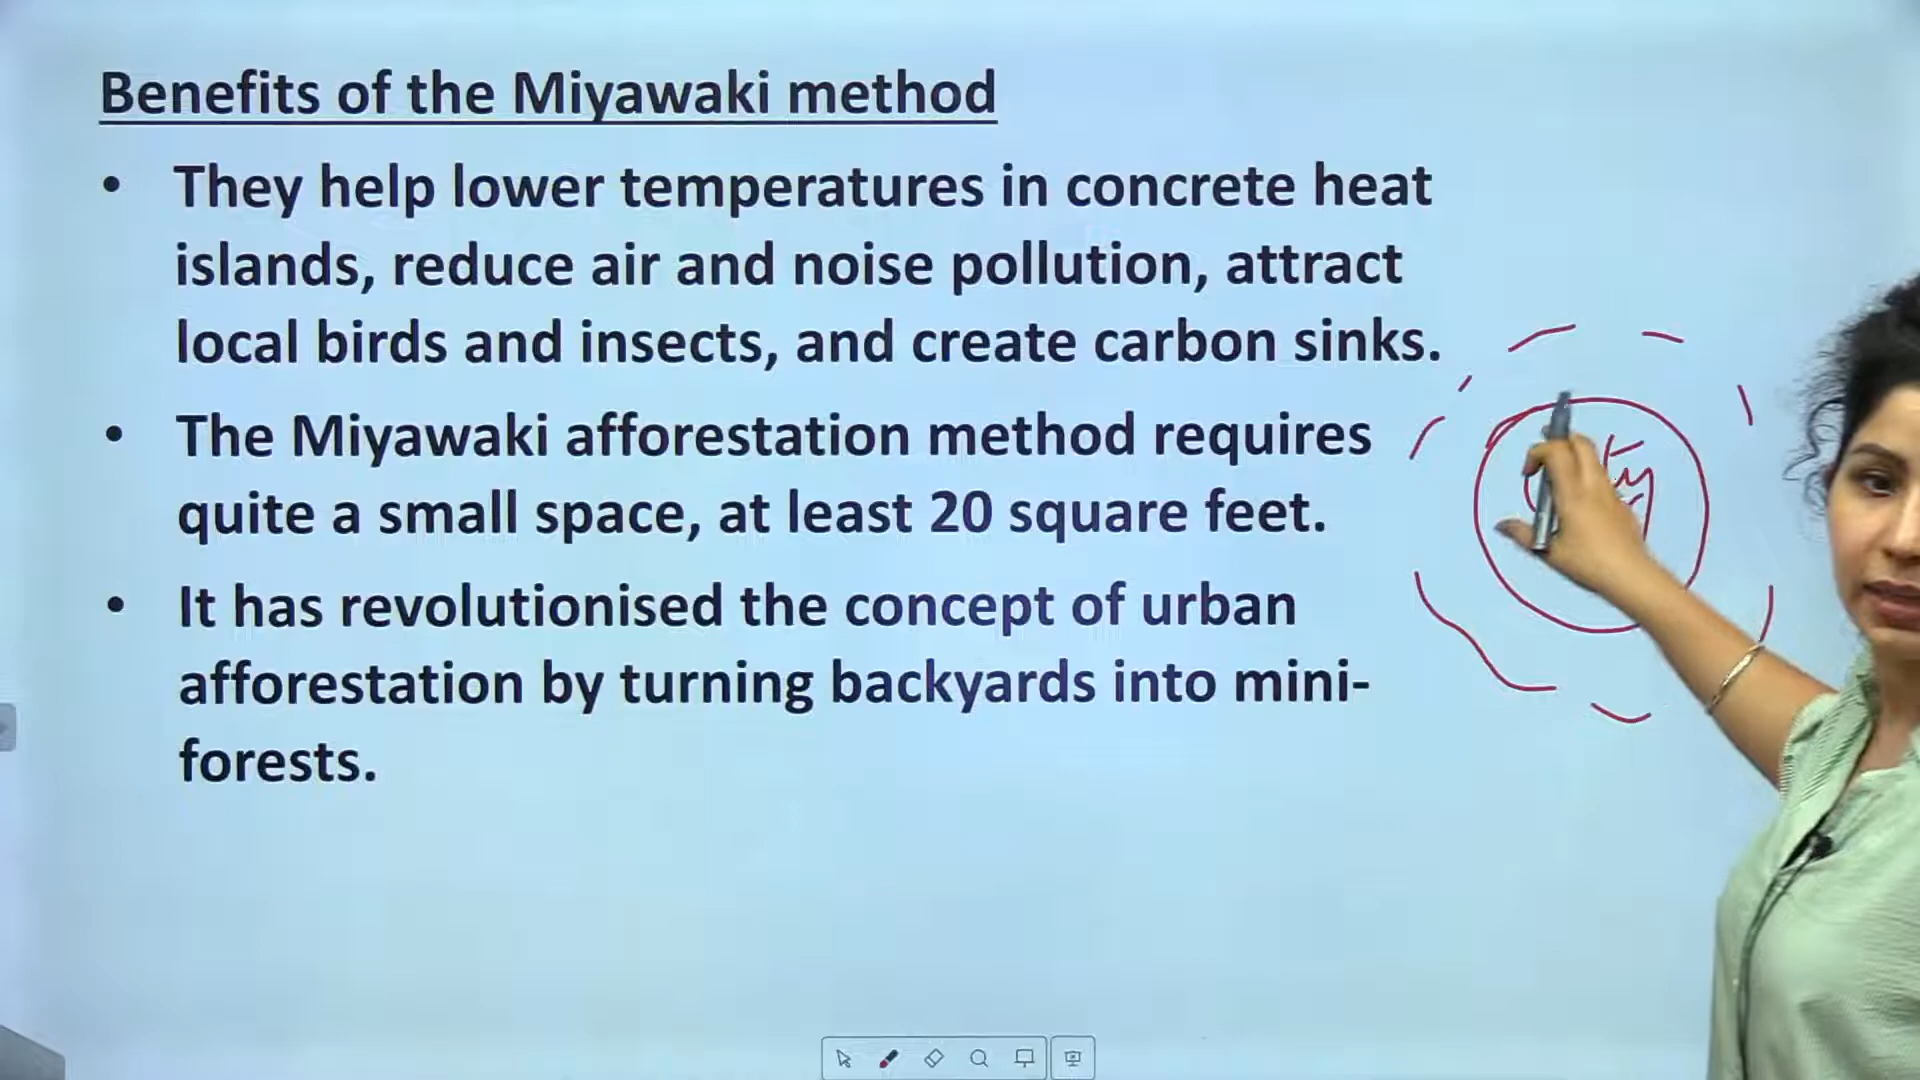 Benefits of the Miyawaki method
• They help lower temperatures in concrete heat
islands, reduce air and noise pollution, attract
local birds and insects, and create carbon sinks.
• The Miyawaki afforestation method requires
quite a small space, at least 20 square feet.
• It has revolutionised the concept of urban
afforestation by turning backyards into mini-
forests.